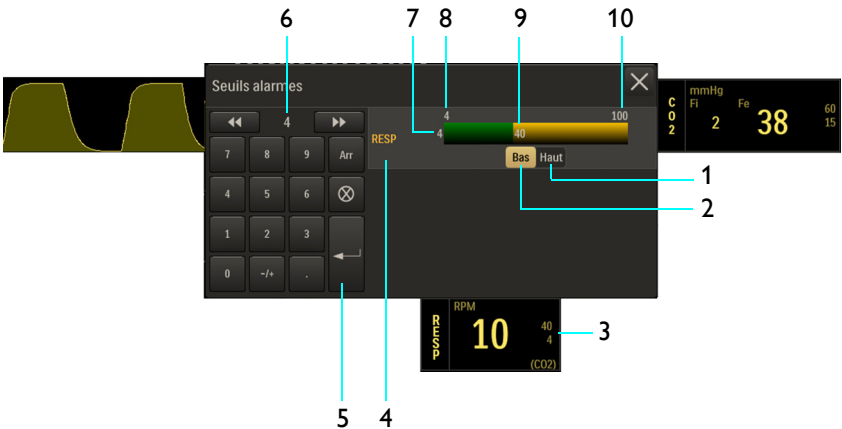 6 7 8 9 10
Seuils alarmes
4
7 8 9 Arr
4 5 6
1 2 3
0 -/+ .
RESP
4 100
4 40
Bas Haut
CO2
mmHg
Fi Fe
2 38
60
15
1
2
RESP
RPM
10
40
4
(CO2)
3
5 4